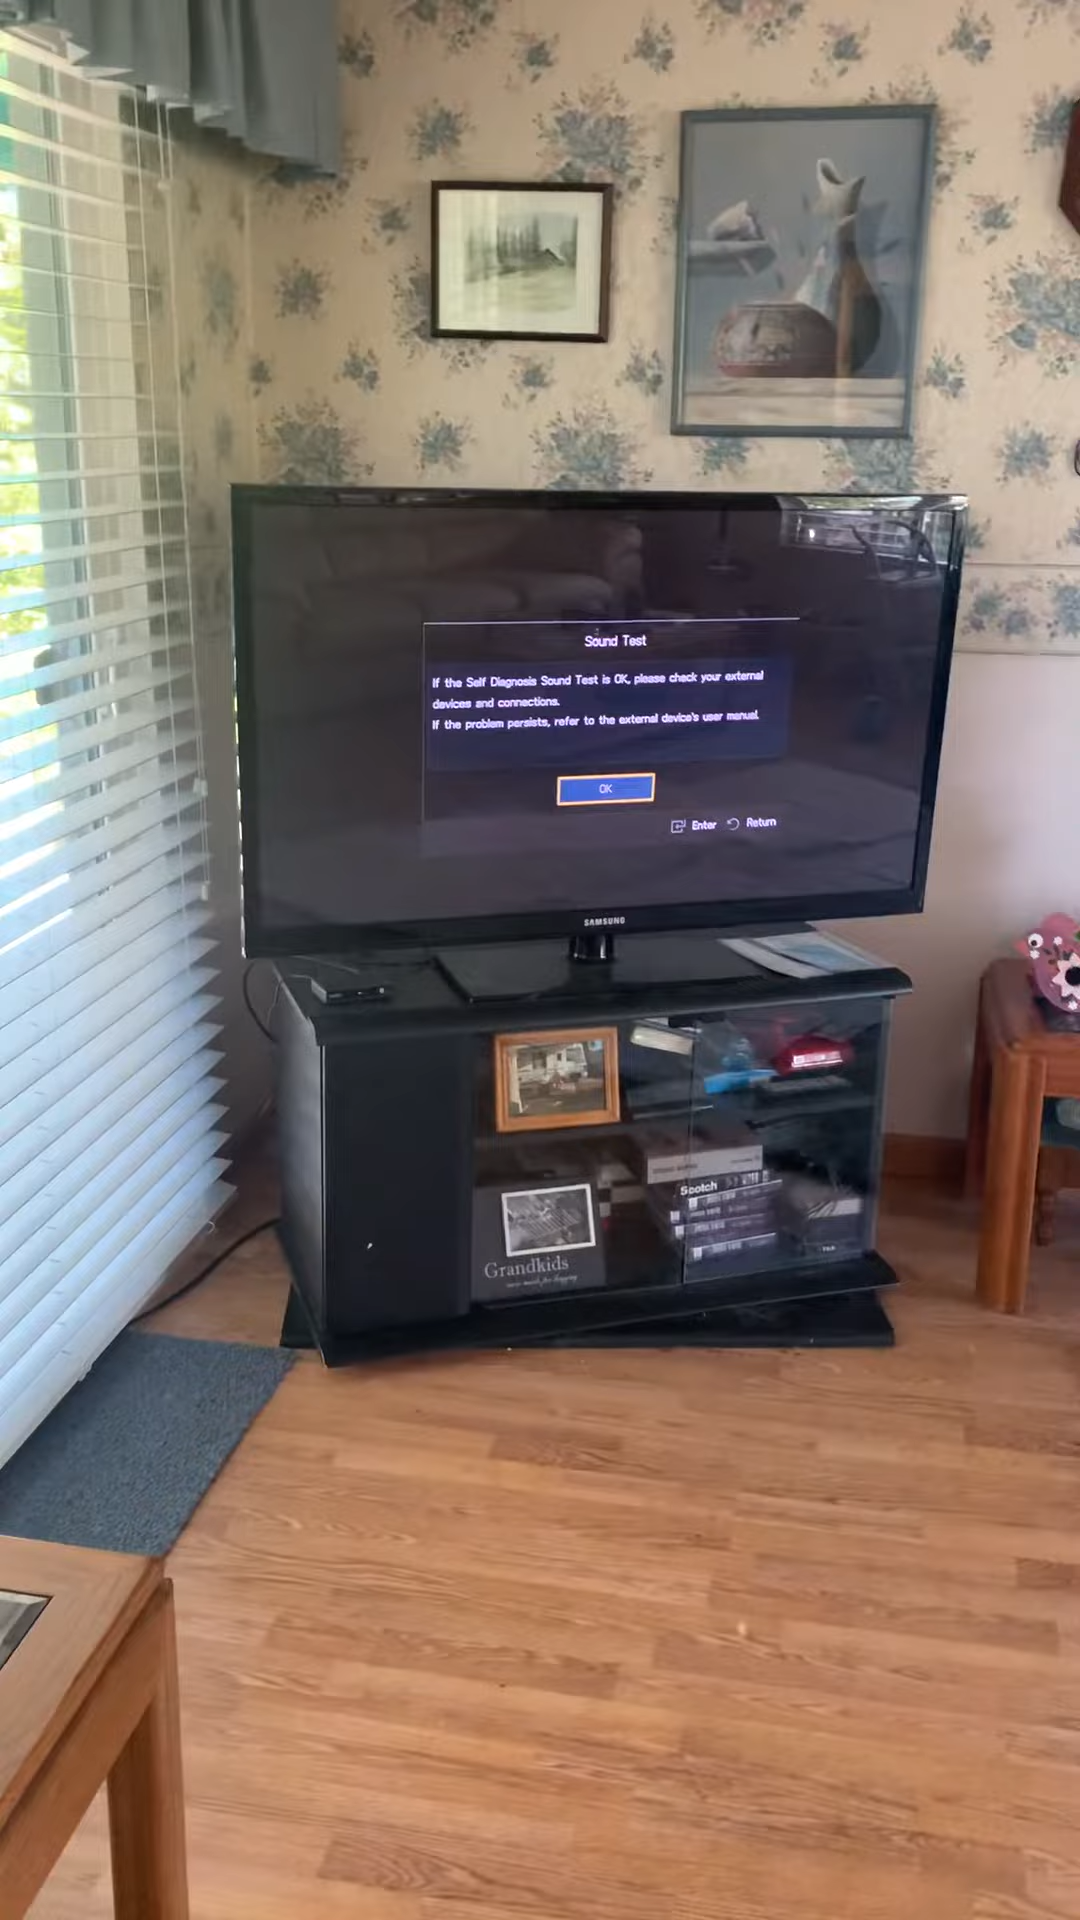 Sound Test
If the Self Diagnosis Sound Test is OK, please check your external
devices and connections.
If the problem persists, refer to the external device's user manual.
OK
Enter Return
SAMSUNG
Scotch
Grandkids